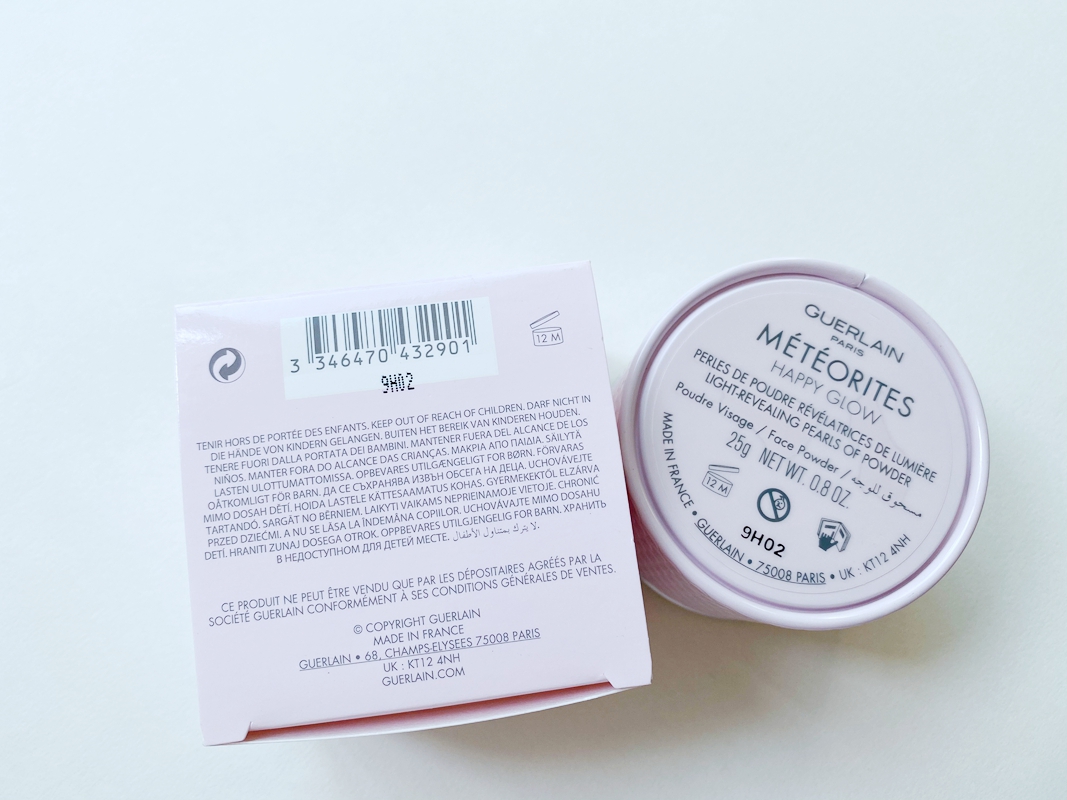 3 346470 432901
9H02
12 M
TENIR HORS DE PORTÉE DES ENFANTS. KEEP OUT OF REACH OF CHILDREN. DARF NICHT IN
DIE HÄNDE VON KINDERN GELANGEN. BUITEN HET BEREIK VAN KINDEREN HOUDEN.
TENERE FUORI DALLA PORTATA DEI BAMBINI. MANTENER FUERA DEL ALCANCE DE LOS
NIÑOS. MANTER FORA DO ALCANCE DAS CRIANÇAS. ΜΑΚΡΙΑ ΑΠΟ ΠΑΙΔΙΑ. SÄILYTÄ
LASTEN ULOTTUMATTOMISSA. OPBEVARES UTILGÆNGELIGT FOR BØRN. FÖRVARAS
OÅTKOMLIGT FÖR BARN. ДА СЕ СЪХРАНЯВА ИЗВЪН ОБСЕГА НА ДЕЦА. UCHOVÁVEJTE
MIMO DOSAH DĚTÍ. HOIDA LASTELE KÄTTESAAMATUS KOHAS. GYERMEKEKTŐL ELZÁRVA
TARTANDÓ. SARGĀT NO BĒRNIEM. LAIKYTI VAIKAMS NEPRIEINAMOJE VIETOJE. CHRONIĆ
PRZED DZIEĆMI. A NU SE LĂSA LA ÎNDEMÂNA COPIILOR. UCHOVÁVAJTE MIMO DOSAHU
DETÍ. HRANITI ZUNAJ DOSEGA OTROK. OPPBEVARES UTILGJENGELIG FOR BARN. ХРАНИТЬ
В НЕДОСТУПНОМ ДЛЯ ДЕТЕЙ МЕСТЕ. لا يترك بمتناول الأطفال.
CE PRODUIT NE PEUT ÊTRE VENDU QUE PAR LES DÉPOSITAIRES AGRÉÉS PAR LA
SOCIÉTÉ GUERLAIN CONFORMÉMENT À SES CONDITIONS GÉNÉRALES DE VENTES.
© COPYRIGHT GUERLAIN
MADE IN FRANCE
GUERLAIN • 68, CHAMPS-ELYSEES 75008 PARIS
UK : KT12 4NH
GUERLAIN.COM
GUERLAIN
PARIS
MÉTÉORITES
HAPPY GLOW
PERLES DE POUDRE RÉVÉLATRICES DE LUMIÈRE
LIGHT-REVEALING PEARLS OF POWDER
Poudre Visage / Face Powder / مسحوق للوجه
25g NET WT. 0.8 OZ.
12 M
9H02
MADE IN FRANCE • GUERLAIN • 75008 PARIS • UK : KT12 4NH